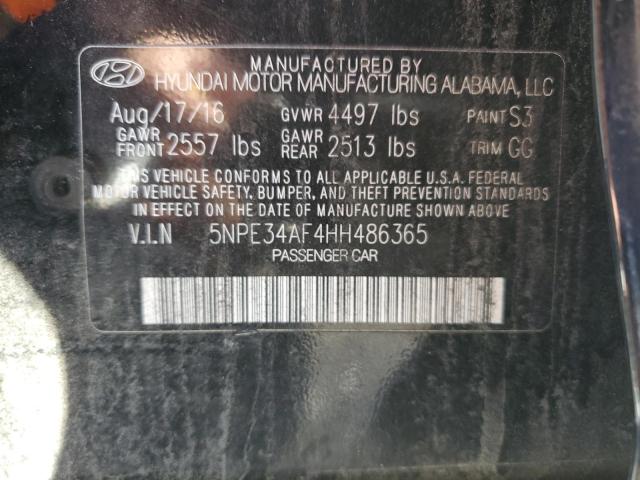 MANUFACTURED BY
HYUNDAI MOTOR MANUFACTURING ALABAMA, LLC
Aug/17/16 GVWR 4497 lbs PAINT S3
GAWR FRONT 2557 lbs GAWR REAR 2513 lbs TRIM GG
THIS VEHICLE CONFORMS TO ALL APPLICABLE U.S.A. FEDERAL
MOTOR VEHICLE SAFETY, BUMPER, AND THEFT PREVENTION STANDARDS
IN EFFECT ON THE DATE OF MANUFACTURE SHOWN ABOVE.
V.I.N 5NPE34AF4HH486365
PASSENGER CAR